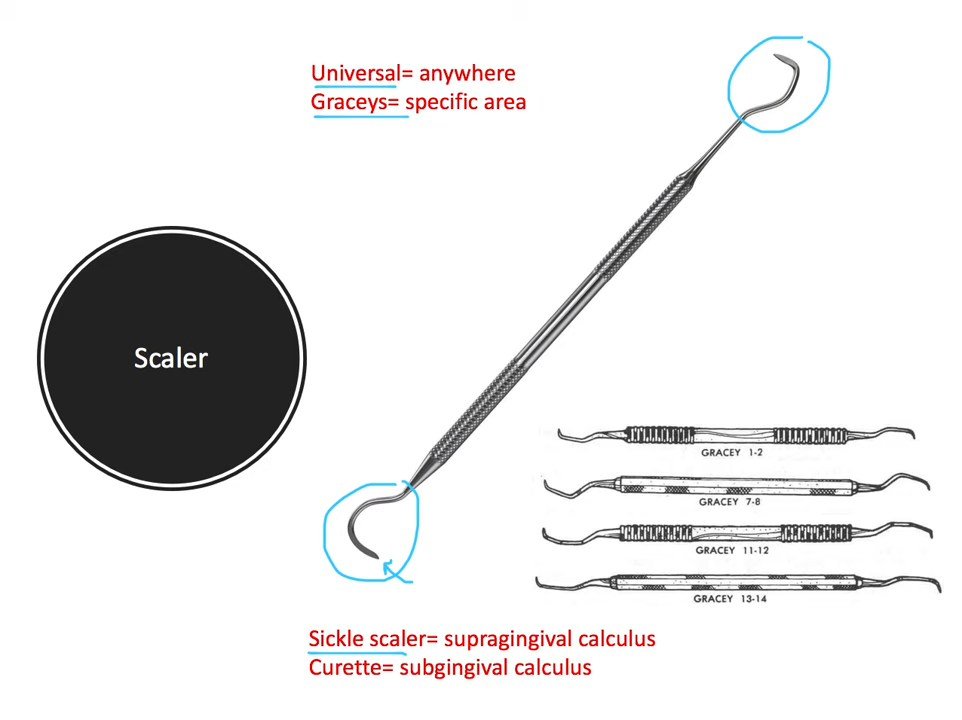 Universal= anywhere
Graceys= specific area
Scaler
GRACEY 1-2
GRACEY 7-8
GRACEY 11-12
GRACEY 13-14
Sickle scaler= supragingival calculus
Curette= subgingival calculus